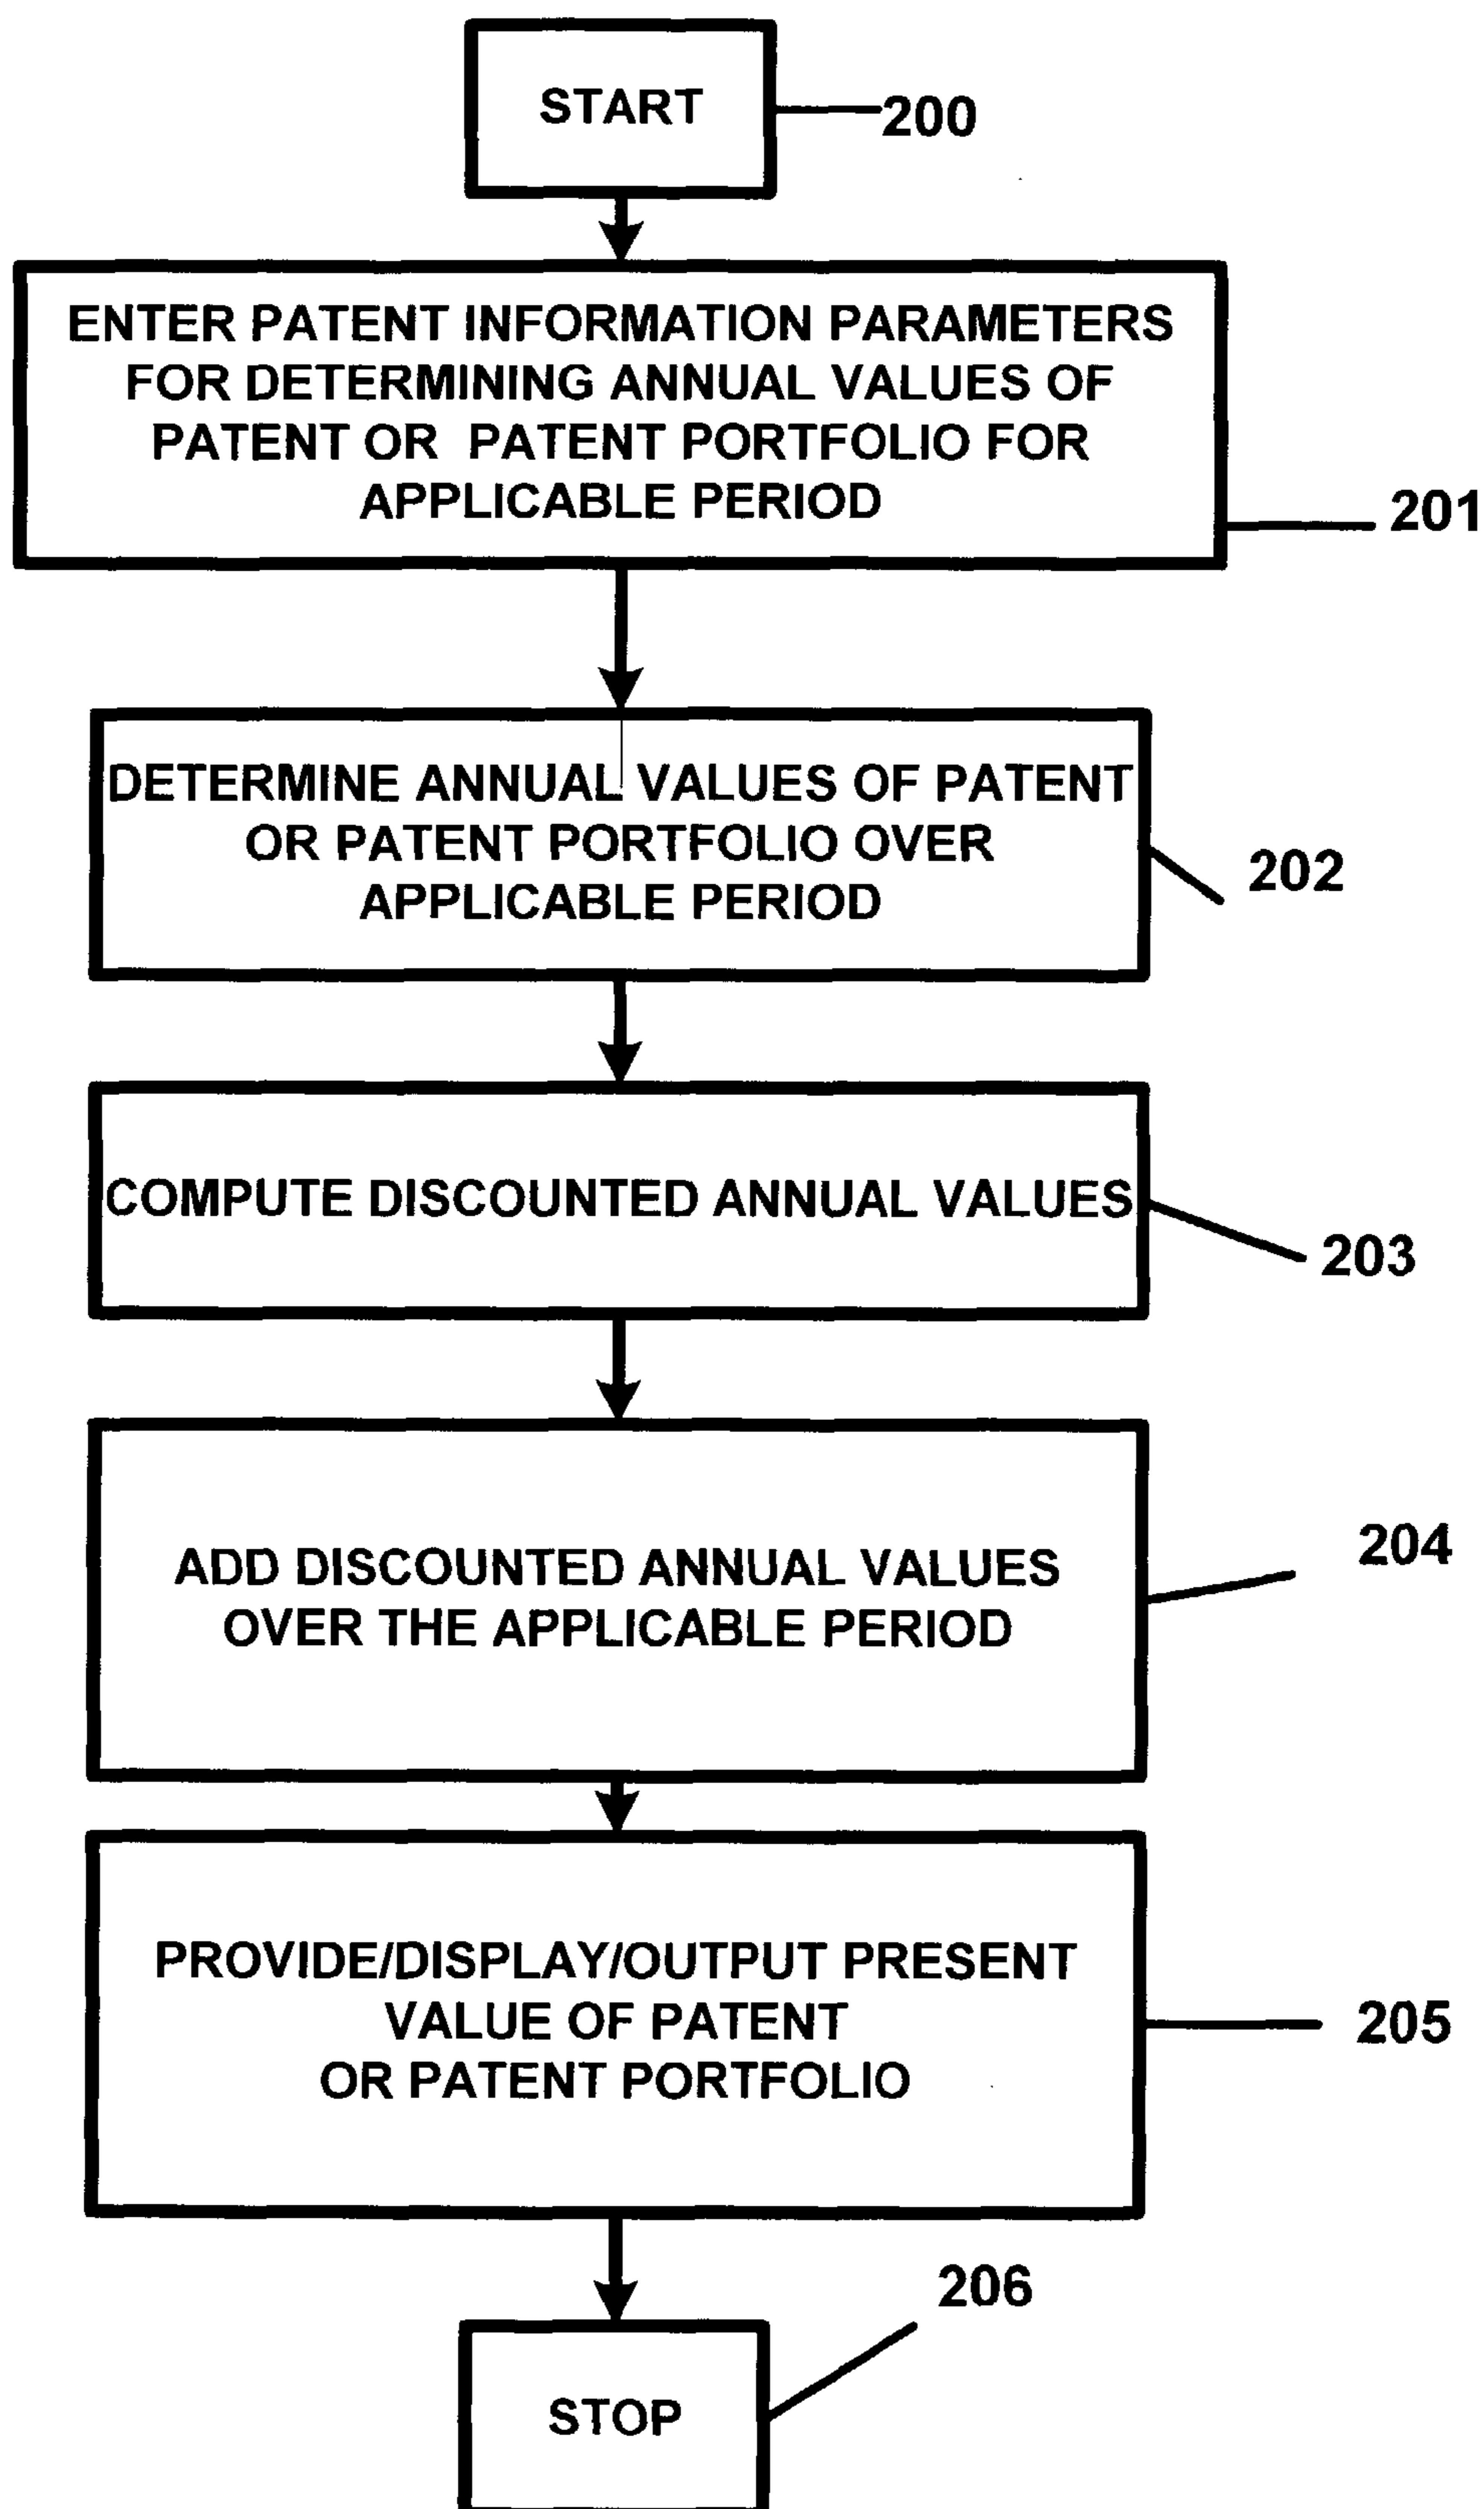 START
200
ENTER PATENT INFORMATION PARAMETERS
FOR DETERMINING ANNUAL VALUES OF
PATENT OR PATENT PORTFOLIO FOR
APPLICABLE PERIOD
201
DETERMINE ANNUAL VALUES OF PATENT
OR PATENT PORTFOLIO OVER
APPLICABLE PERIOD
202
COMPUTE DISCOUNTED ANNUAL VALUES
203
ADD DISCOUNTED ANNUAL VALUES
OVER THE APPLICABLE PERIOD
204
PROVIDE/DISPLAY/OUTPUT PRESENT
VALUE OF PATENT
OR PATENT PORTFOLIO
205
206
STOP